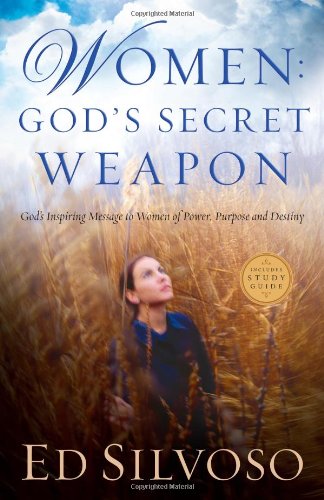 WOMEN:
GOD'S SECRET
WEAPON
God's Inspiring Message to Women of Power, Purpose and Destiny
INCLUDES
STUDY
GUIDE
ED SILVOSO